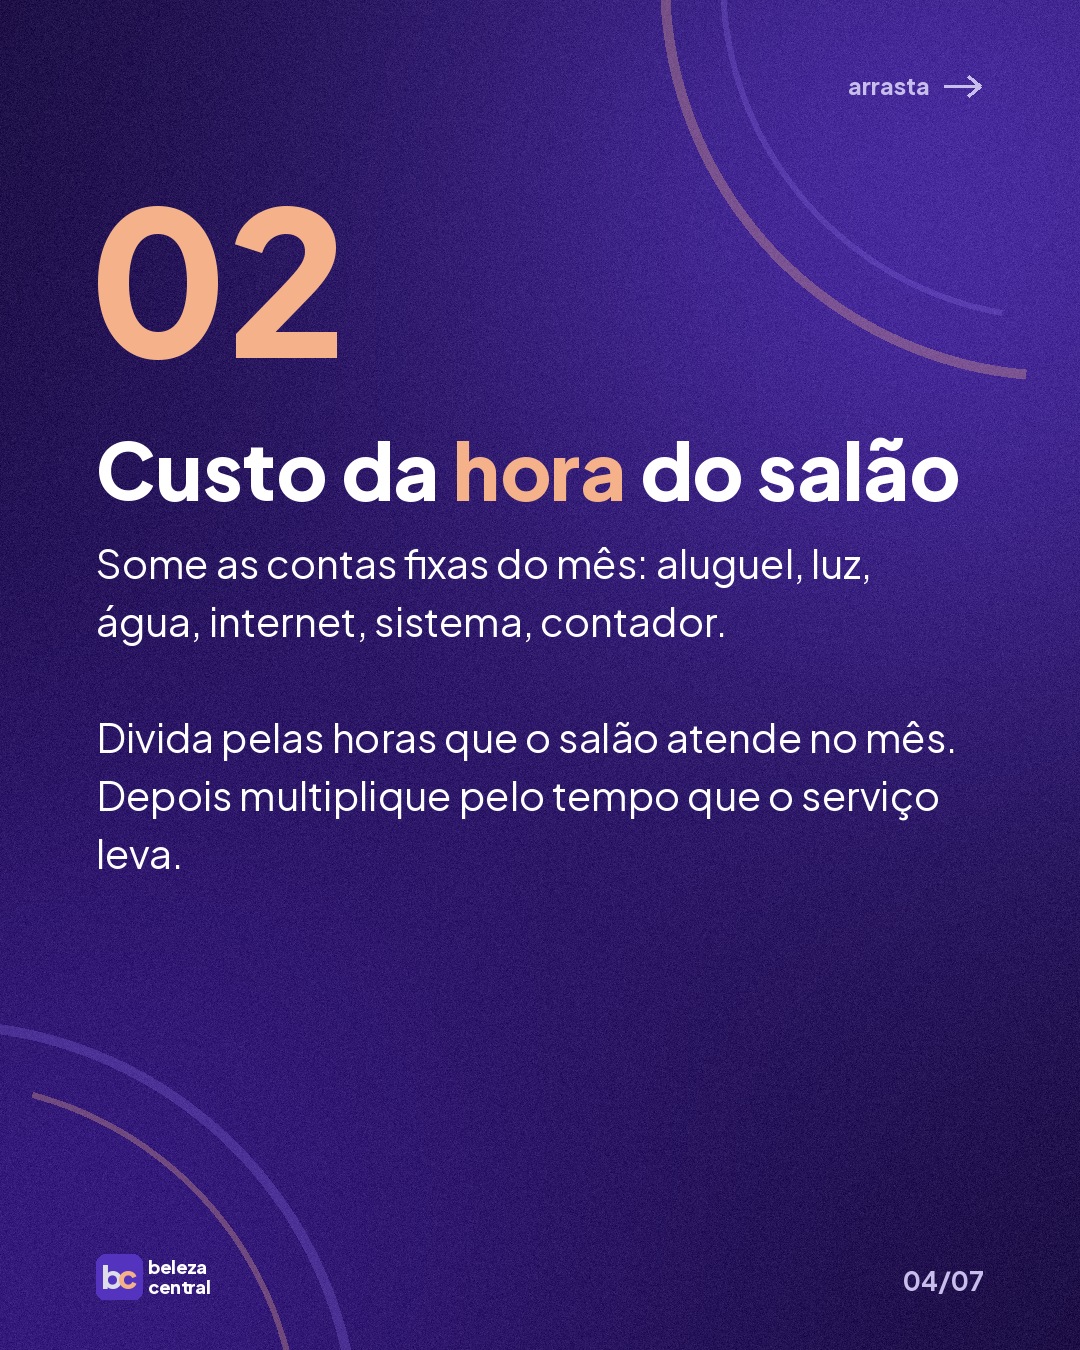 arrasta →
02
Custo da hora do salão
Some as contas fixas do mês: aluguel, luz,
água, internet, sistema, contador.
Divida pelas horas que o salão atende no mês.
Depois multiplique pelo tempo que o serviço
leva.
bc beleza
central
04/07